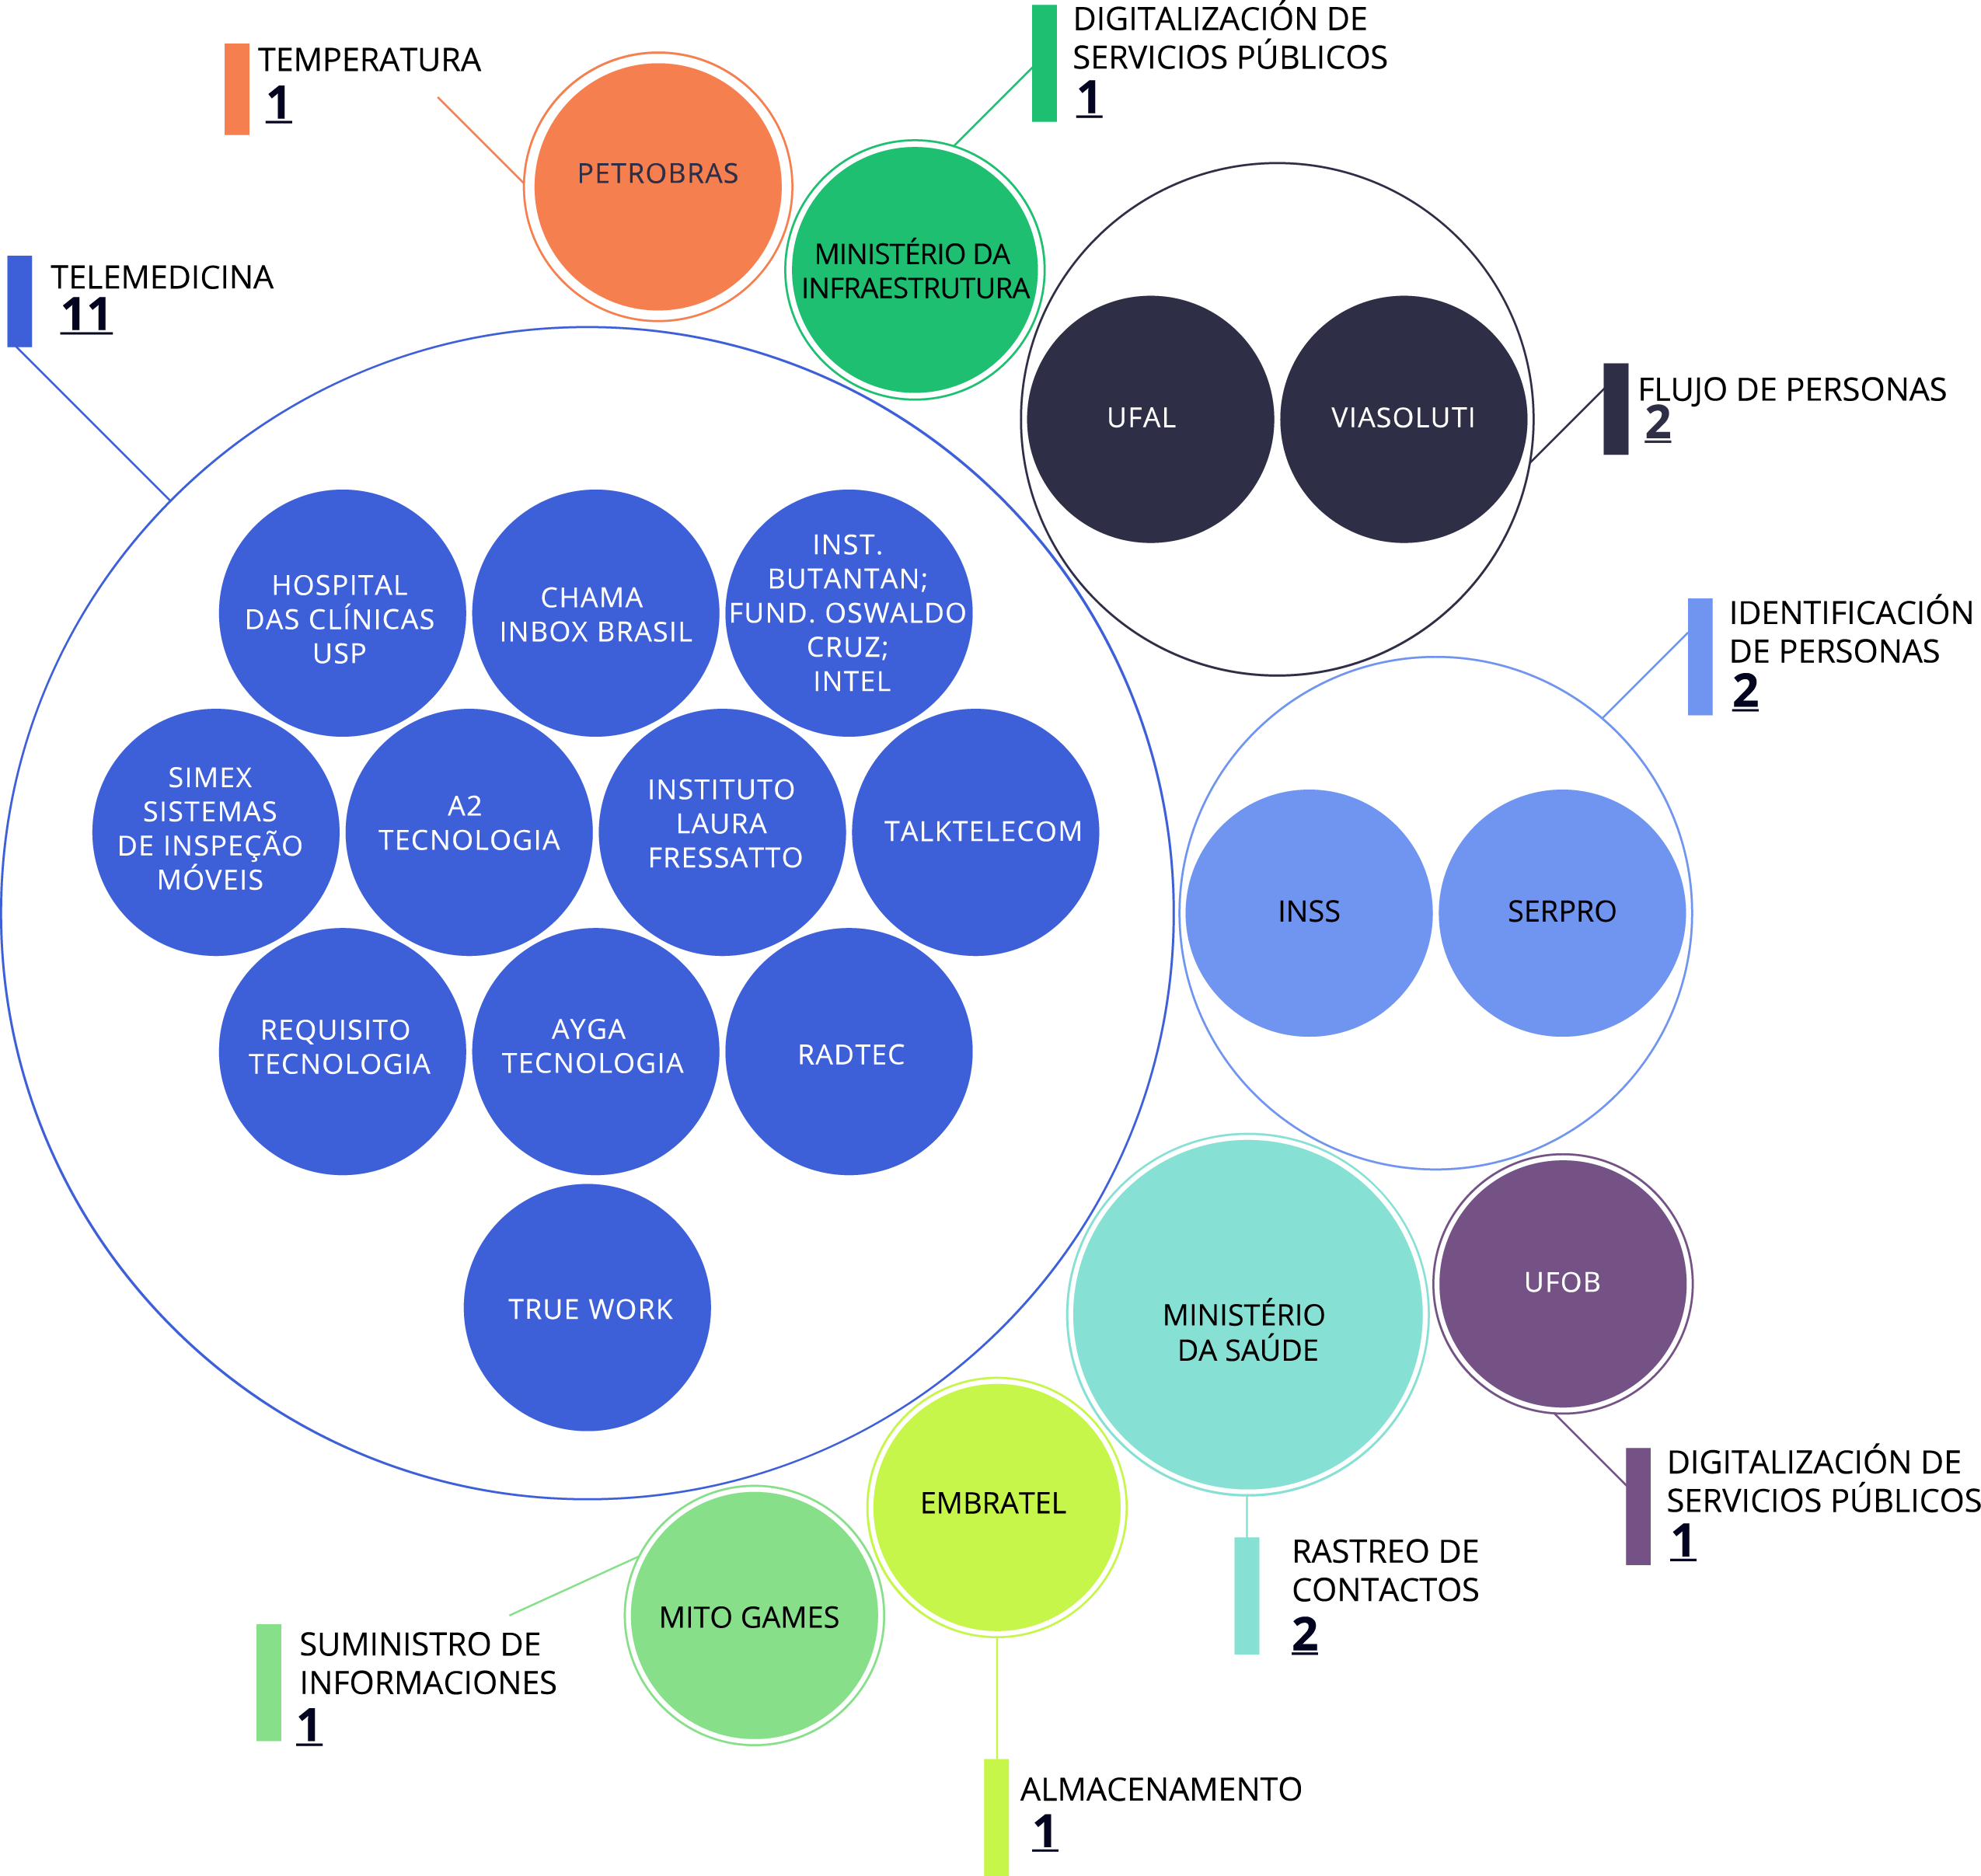 DIGITALIZACIÓN DE
SERVICIOS PÚBLICOS
1
TEMPERATURA
1
PETROBRAS
MINISTÉRIO DA
INFRAESTRUTURA
TELEMEDICINA
11
UFAL
VIASOLUTI
FLUJO DE PERSONAS
2
HOSPITAL
DAS CLÍNICAS
USP
CHAMA
INBOX BRASIL
INST.
BUTANTAN;
FUND. OSWALDO
CRUZ;
INTEL
IDENTIFICACIÓN
DE PERSONAS
2
SIMEX
SISTEMAS
DE INSPEÇÃO
MÓVEIS
A2
TECNOLOGIA
INSTITUTO
LAURA
FRESSATTO
TALKTELECOM
INSS
SERPRO
REQUISITO
TECNOLOGIA
AYGA
TECNOLOGIA
RADTEC
TRUE WORK
MINISTÉRIO
DA SAÚDE
UFOB
EMBRATEL
DIGITALIZACIÓN DE
SERVICIOS PÚBLICOS
1
MITO GAMES
RASTREO DE
CONTACTOS
2
SUMINISTRO DE
INFORMACIONES
1
ALMACENAMENTO
1